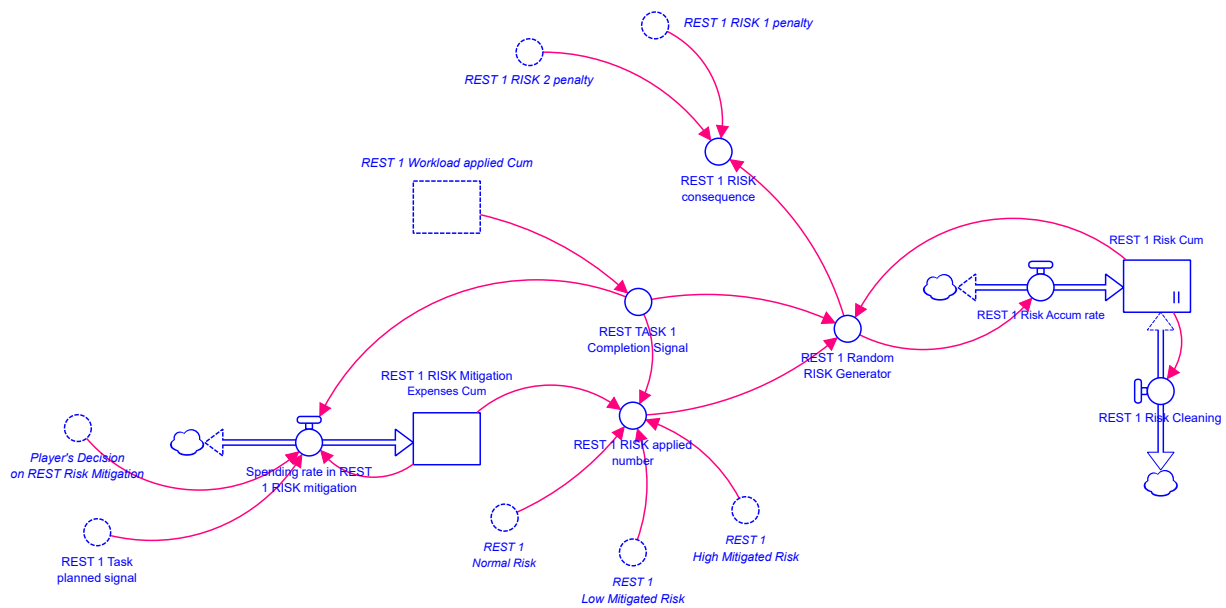 REST 1 RISK 1 penalty
REST 1 RISK 2 penalty
REST 1 Workload applied Cum
REST 1 RISK
consequence
REST 1 Risk Cum
REST 1 Risk Accum rate
REST TASK 1
Completion Signal
REST 1 Random
RISK Generator
REST 1 RISK Mitigation
Expenses Cum
REST 1 Risk Cleaning
REST 1 RISK applied
number
Player's Decision
on REST Risk Mitigation
Spending rate in REST
1 RISK mitigation
REST 1 Task
planned signal
REST 1
Normal Risk
REST 1
Low Mitigated Risk
REST 1
High Mitigated Risk